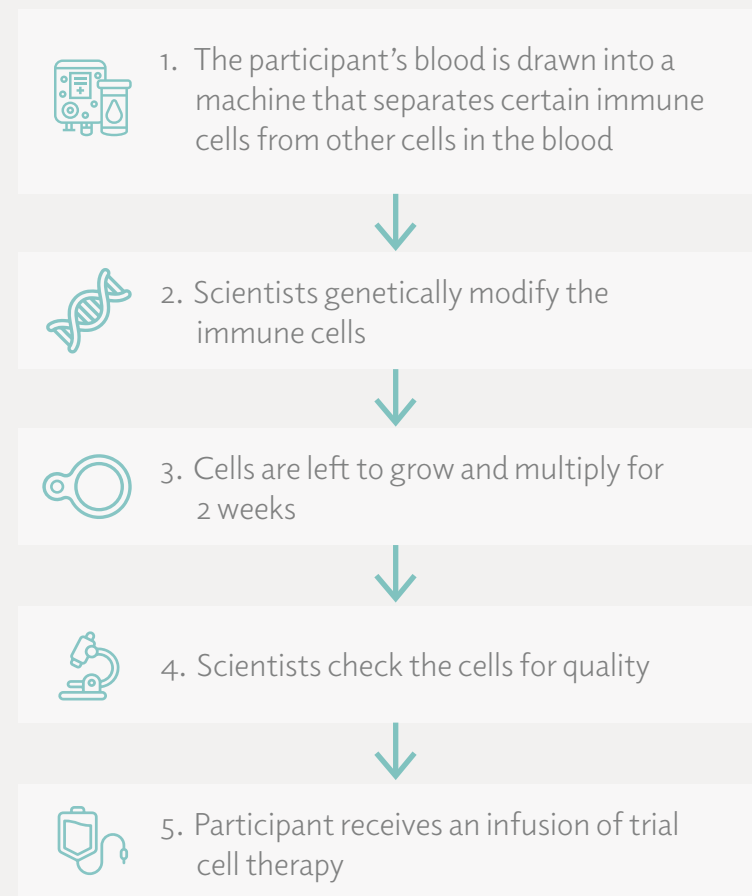 1. The participant’s blood is drawn into a
machine that separates certain immune
cells from other cells in the blood
2. Scientists genetically modify the
immune cells
3. Cells are left to grow and multiply for
2 weeks
4. Scientists check the cells for quality
5. Participant receives an infusion of trial
cell therapy